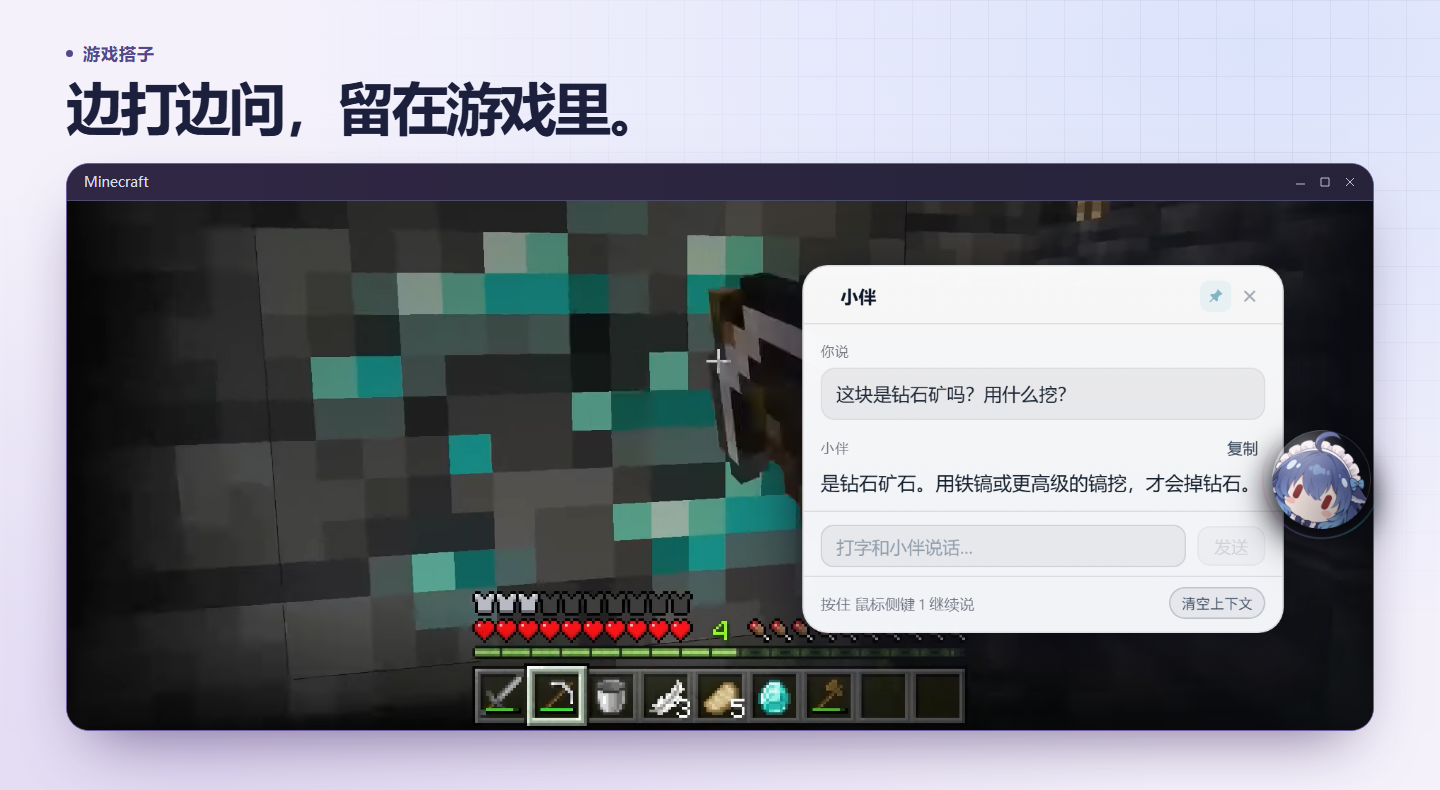 游戏搭子
边打边问，留在游戏里。
Minecraft
小伴
你说
这块是钻石矿吗？用什么挖？
小伴
复制
是钻石矿石。用铁镐或更高级的镐挖，才会掉钻石。
打字和小伴说话...
发送
按住 鼠标侧键 1 继续说
清空上下文
4
3
5